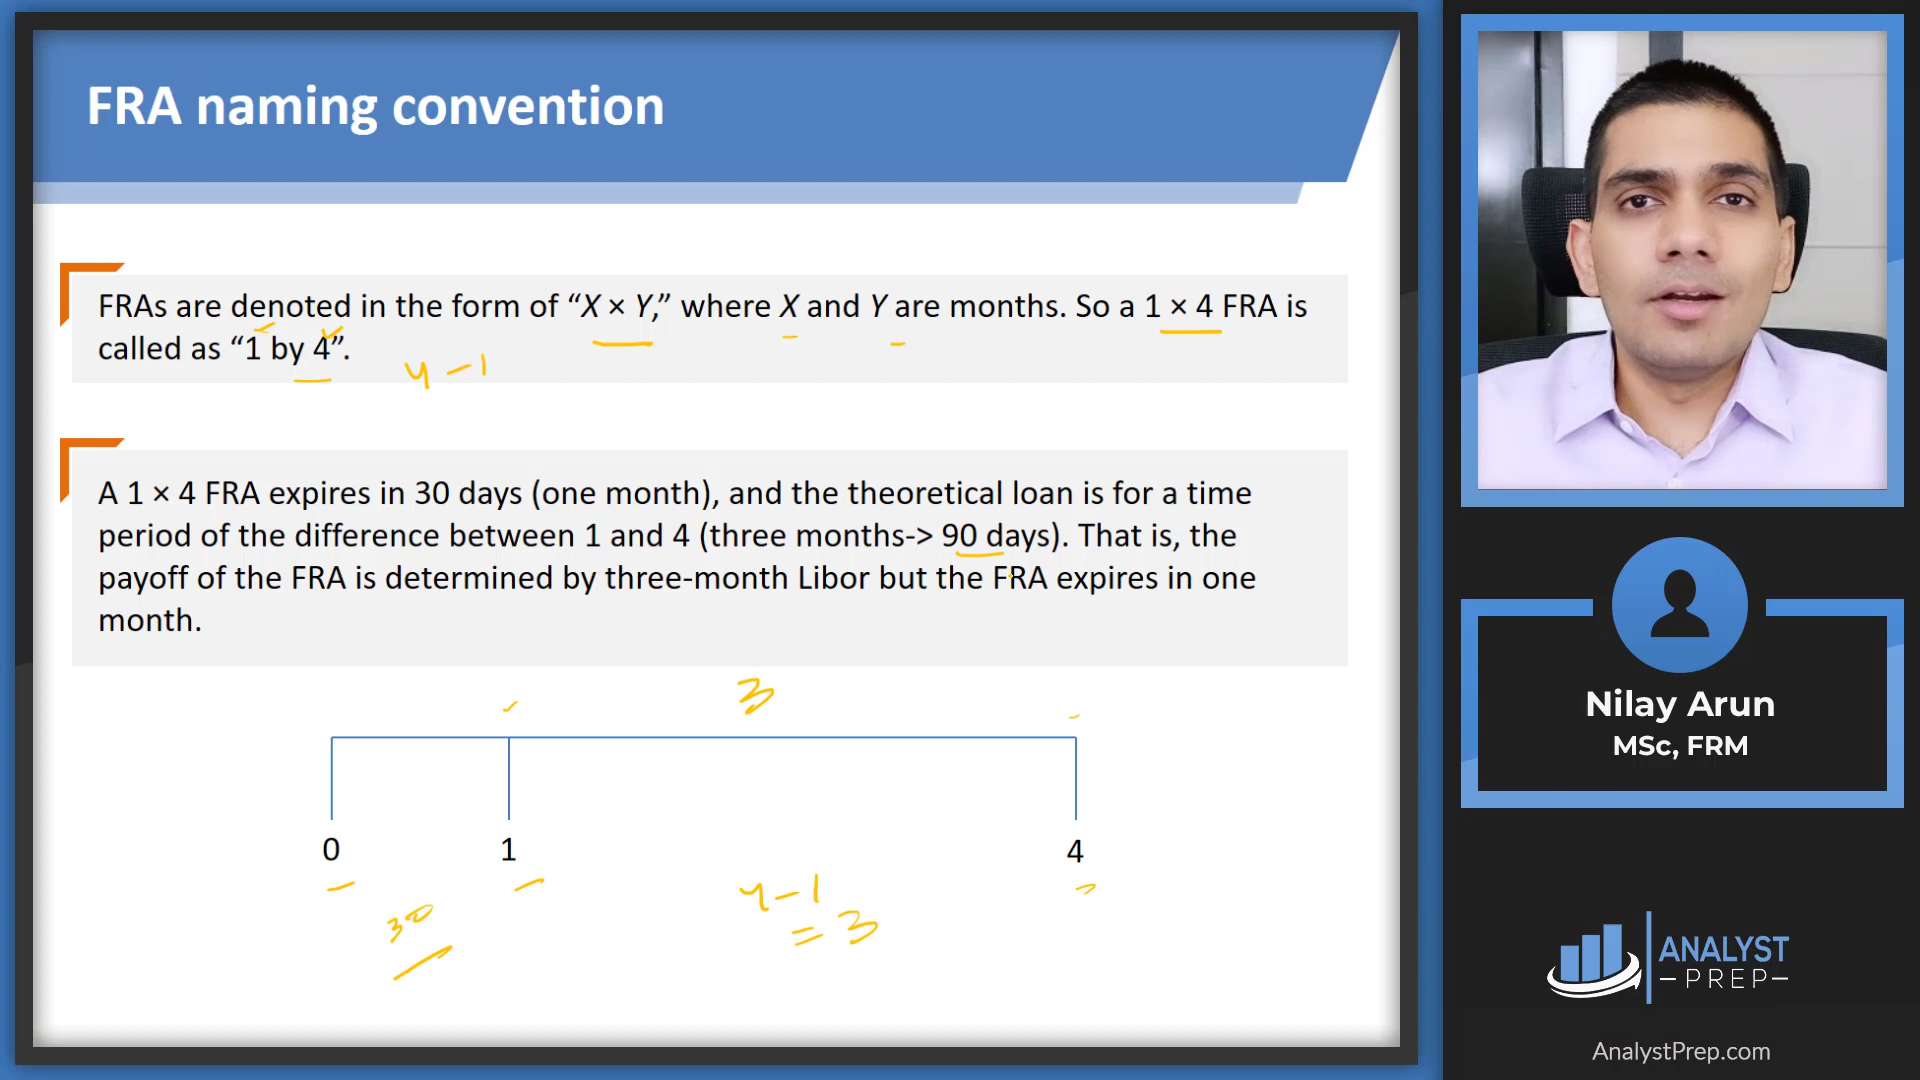 FRA naming convention
FRAs are denoted in the form of “X × Y,” where X and Y are months. So a 1 × 4 FRA is
called as “1 by 4”.
4 - 1
A 1 × 4 FRA expires in 30 days (one month), and the theoretical loan is for a time
period of the difference between 1 and 4 (three months-> 90 days). That is, the
payoff of the FRA is determined by three-month Libor but the FRA expires in one
month.
3
0 1 4
30
4 - 1
= 3
Nilay Arun
MSc, FRM
ANALYST
PREP
AnalystPrep.com